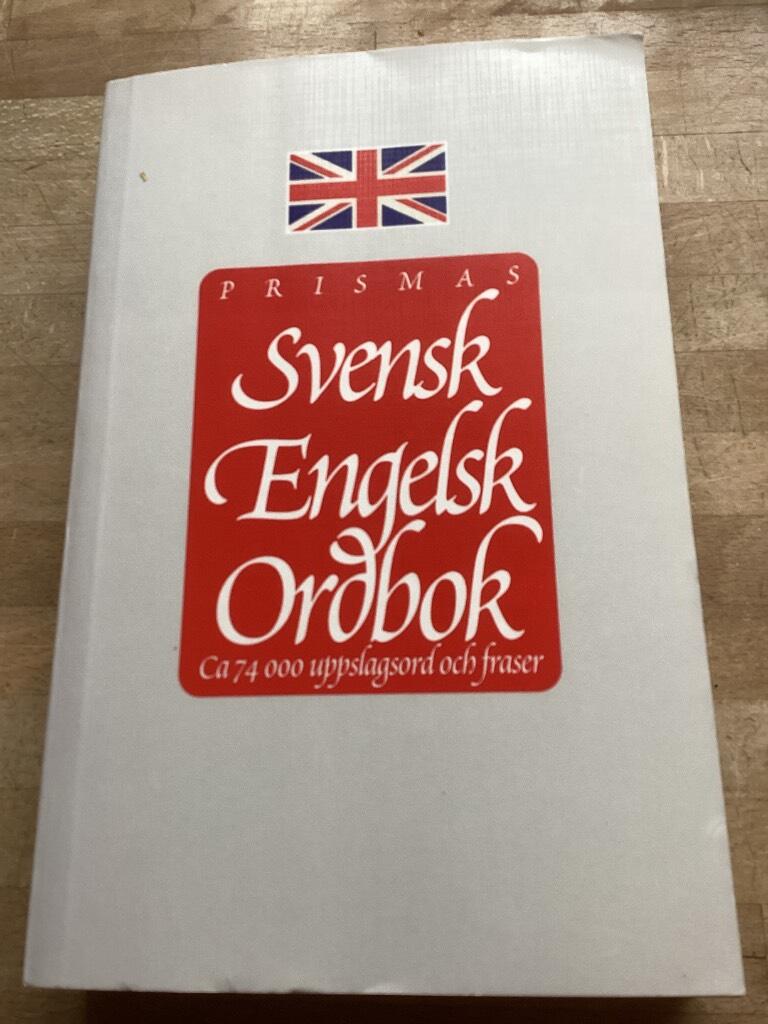 PRISMAS
Svensk
Engelsk
Ordbok
Ca 74 000 uppslagsord och fraser